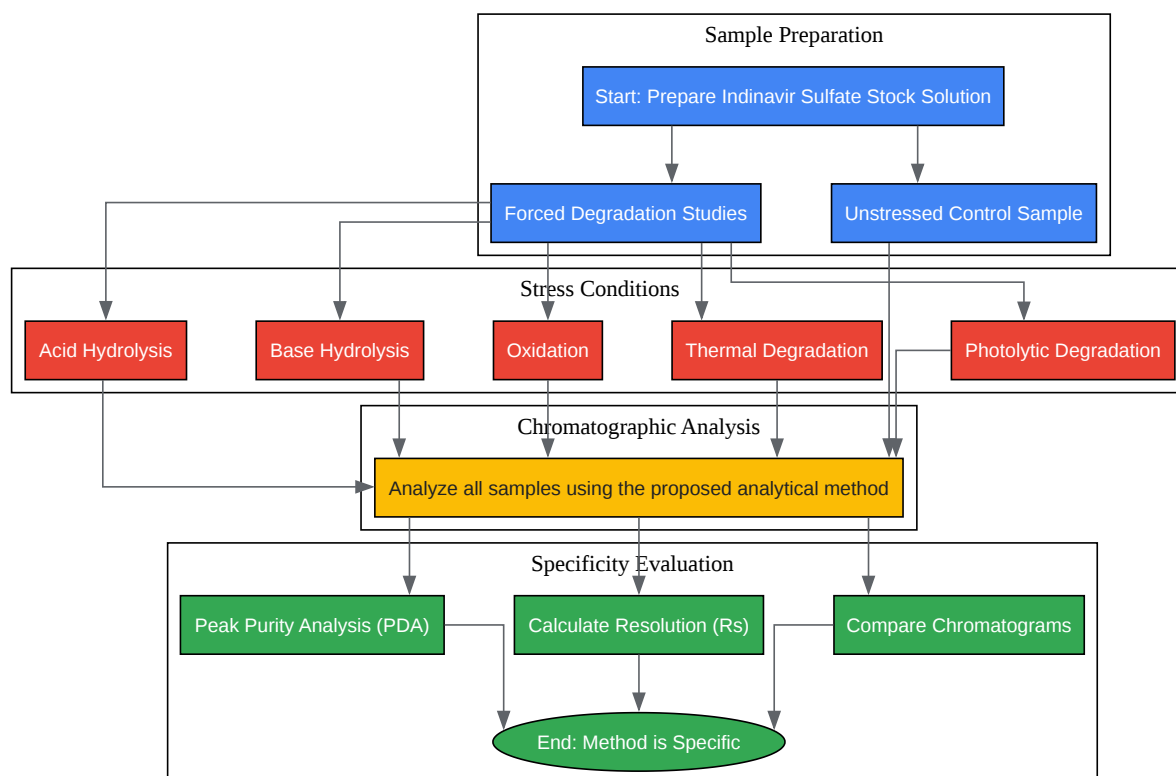 Sample Preparation
Start: Prepare Indinavir Sulfate Stock Solution
Forced Degradation Studies
Unstressed Control Sample
Stress Conditions
Acid Hydrolysis
Base Hydrolysis
Oxidation
Thermal Degradation
Photolytic Degradation
Chromatographic Analysis
Analyze all samples using the proposed analytical method
Specificity Evaluation
Peak Purity Analysis (PDA)
Calculate Resolution (Rs)
Compare Chromatograms
End: Method is Specific